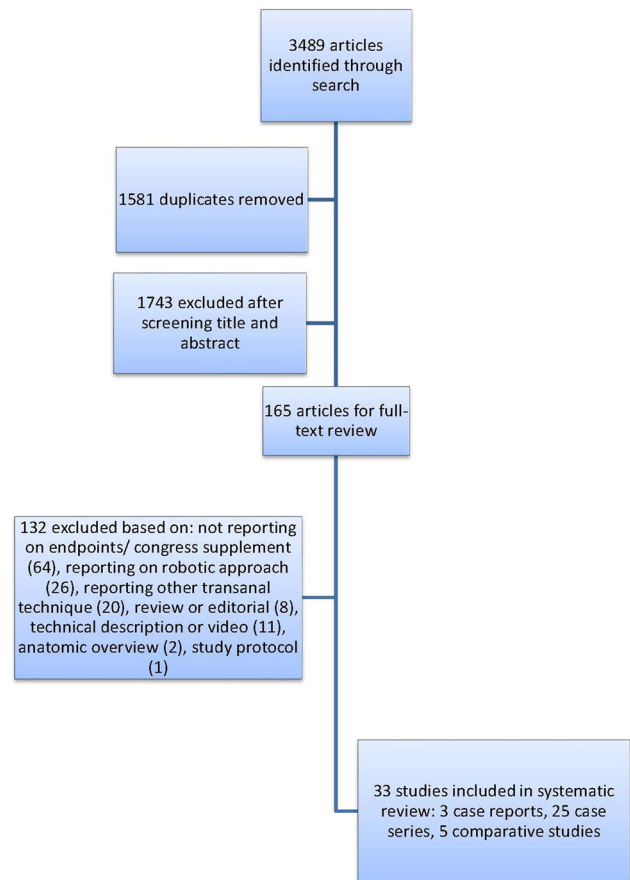 3489 articles
identified through
search
1581 duplicates removed
1743 excluded after
screening title and
abstract
165 articles for full-
text review
132 excluded based on: not reporting
on endpoints/ congress supplement
(64), reporting on robotic approach
(26), reporting other transanal
technique (20), review or editorial (8),
technical description or video (11),
anatomic overview (2), study protocol
(1)
33 studies included in systematic
review: 3 case reports, 25 case
series, 5 comparative studies